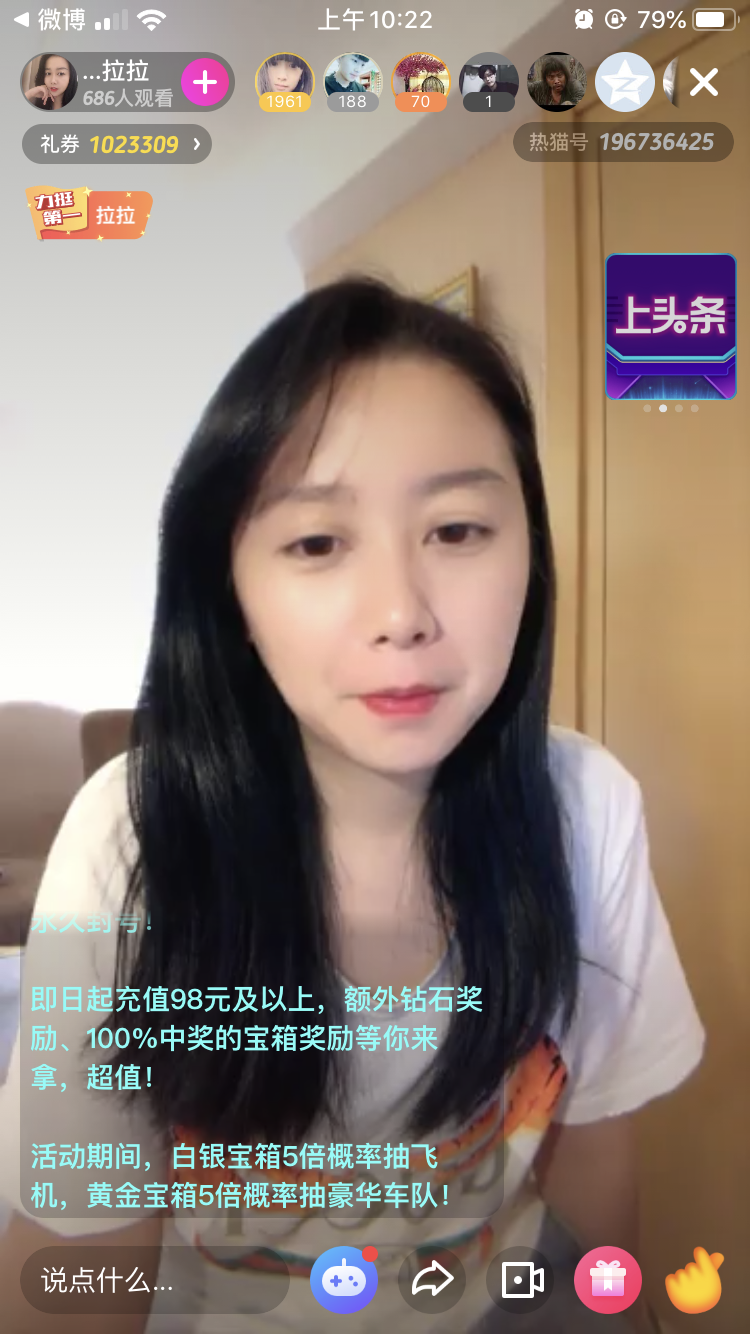 微博
上午10:22
79%
...拉拉
686人观看
1961
188
70
1
礼券 1023309
热猫号 196736425
力挺
第一
拉拉
上头条
永久封号！
即日起充值98元及以上，额外钻石奖
励、100%中奖的宝箱奖励等你来
拿，超值！
活动期间，白银宝箱5倍概率抽飞
机，黄金宝箱5倍概率抽豪华车队！
说点什么...